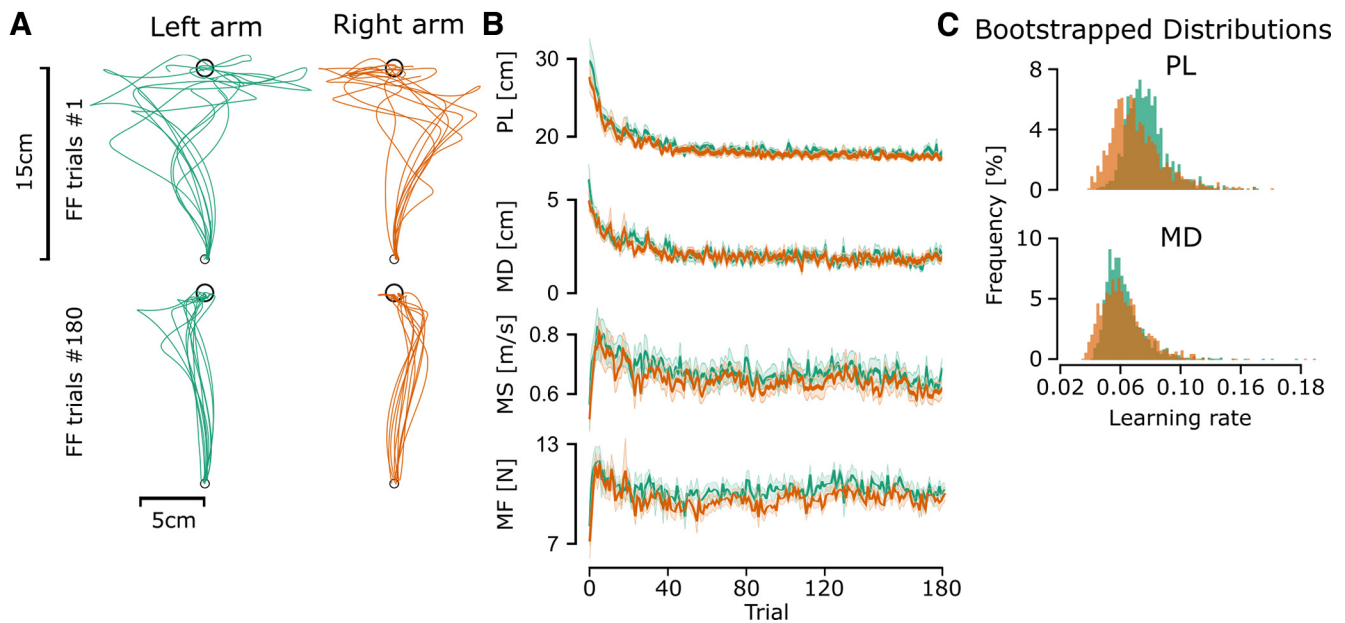 A
Left arm
Right arm
15cm
FF trials #1
FF trials #180
5cm
B
PL [cm]
30
20
MD [cm]
5
0
MS [m/s]
0.8
0.6
MF [N]
13
7
0 40 80 120 180
Trial
C
Bootstrapped Distributions
PL
8
4
0
Frequency [%]
MD
10
5
0
0.02 0.06 0.10 0.16 0.18
Learning rate